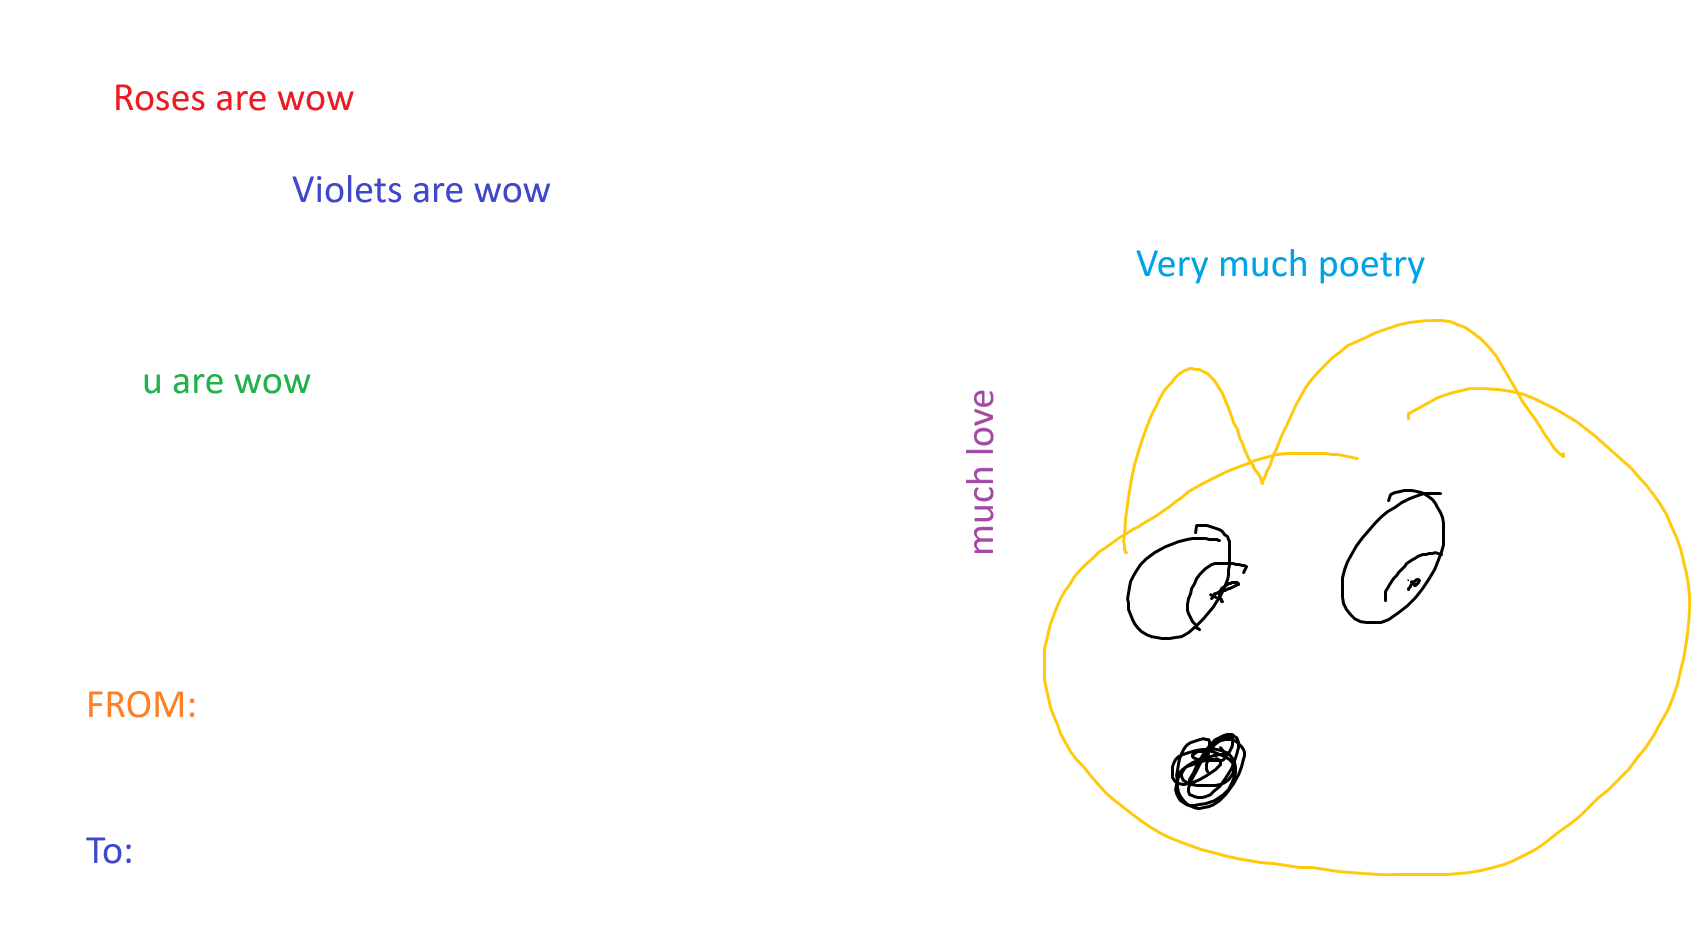 Roses are wow
Violets are wow
u are wow
Very much poetry
much love
FROM:
To: